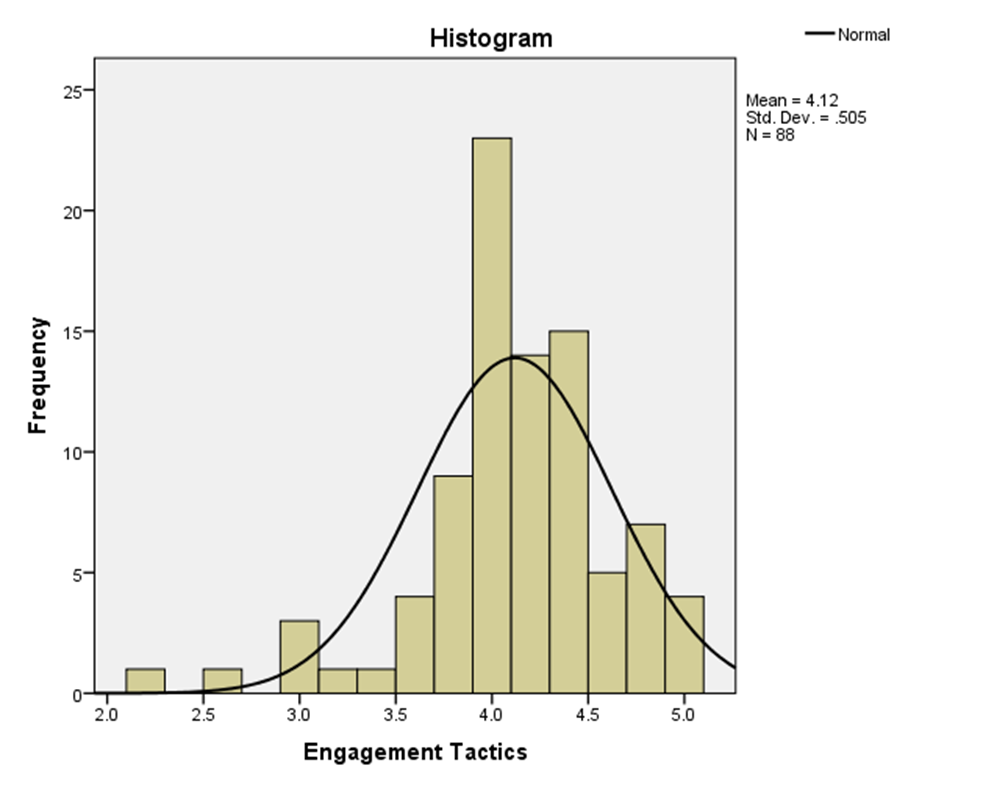 Histogram
Normal
Mean = 4.12
Std. Dev. = .505
N = 88
25
20
15
10
5
0
Frequency
2.0 2.5 3.0 3.5 4.0 4.5 5.0
Engagement Tactics